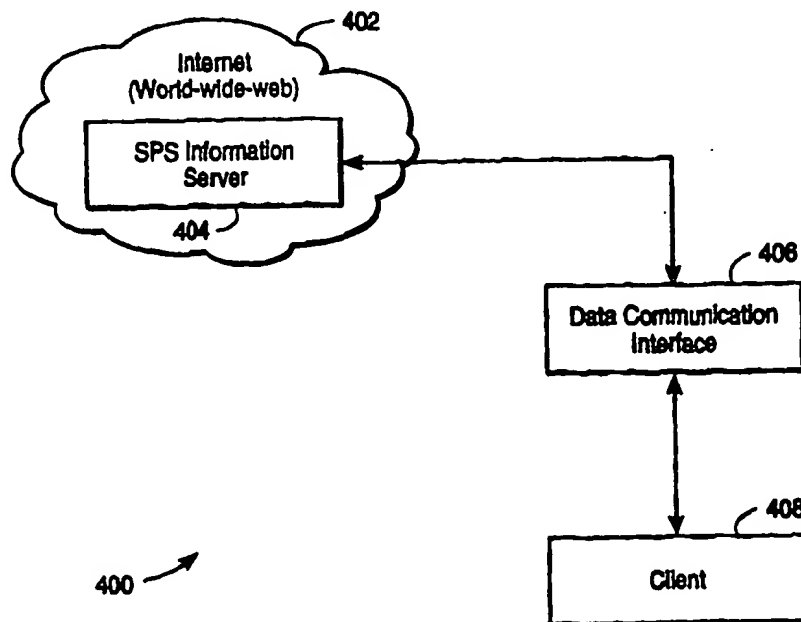 402
Internet
(World-wide-web)
SPS Information
Server
404
406
Data Communication
Interface
408
Client
400